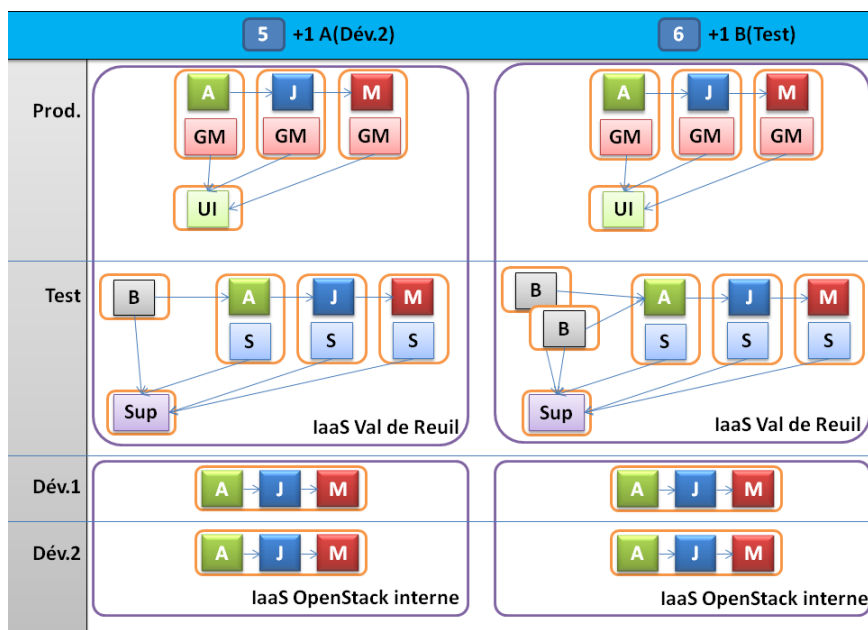 5 +1 A(Dév.2)
6 +1 B(Test)
Prod.
A J M
GM GM GM
UI
A J M
GM GM GM
UI
Test
B A J M
S S S
Sup
IaaS Val de Reuil
B A J M
B
S S S
Sup
IaaS Val de Reuil
Dév.1
A J M
A J M
Dév.2
A J M
A J M
IaaS OpenStack interne
IaaS OpenStack interne